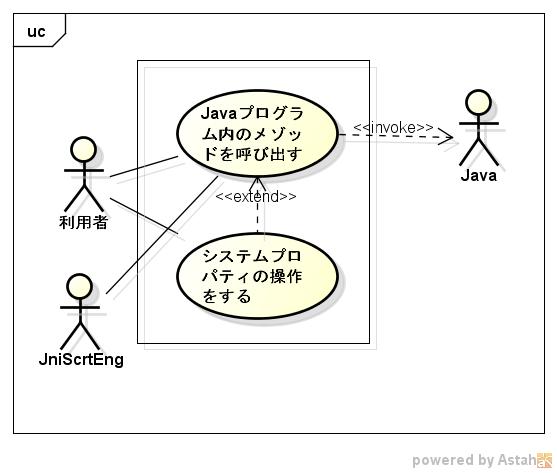 uc
Javaプログラ
ム内のメゾッ
ドを呼び出す
<<invoke>>
Java
利用者
<<extend>>
システムプロ
パティの操作
をする
JniScrtEng
powered by Astah